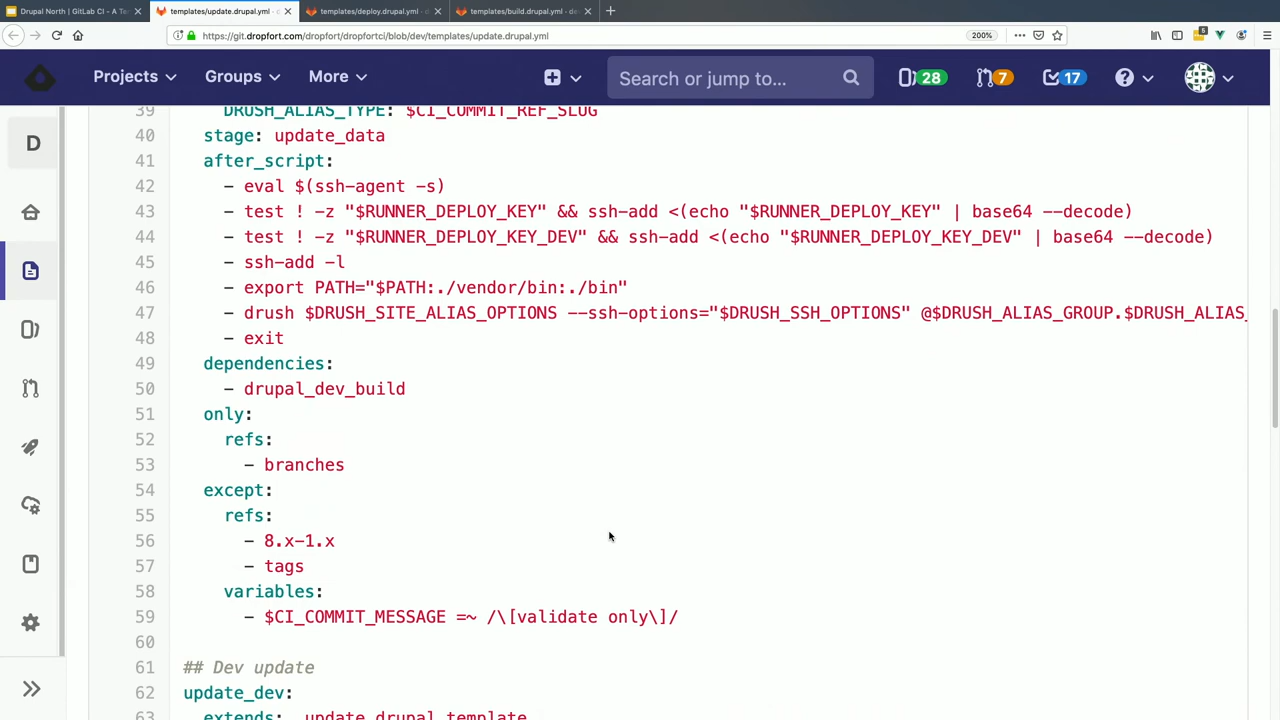 Drupal North | GitLab CI - A Ta
templates/update.drupal.yml - d
templates/deploy.drupal.yml - d
templates/build.drupal.yml - de
https://git.dropfort.com/dropfort/dropfortci/blob/dev/templates/update.drupal.yml
200%
Projects
Groups
More
Search or jump to...
28
7
17
D
39 DRUSH_ALIAS_TYPE: $CI_COMMIT_REF_SLUG
40 stage: update_data
41 after_script:
42 - eval $(ssh-agent -s)
43 - test ! -z "$RUNNER_DEPLOY_KEY" && ssh-add <(echo "$RUNNER_DEPLOY_KEY" | base64 --decode)
44 - test ! -z "$RUNNER_DEPLOY_KEY_DEV" && ssh-add <(echo "$RUNNER_DEPLOY_KEY_DEV" | base64 --decode)
45 - ssh-add -l
46 - export PATH="$PATH:./vendor/bin:./bin"
47 - drush $DRUSH_SITE_ALIAS_OPTIONS --ssh-options="$DRUSH_SSH_OPTIONS" @$DRUSH_ALIAS_GROUP.$DRUSH_ALIAS_
48 - exit
49 dependencies:
50 - drupal_dev_build
51 only:
52 refs:
53 - branches
54 except:
55 refs:
56 - 8.x-1.x
57 - tags
58 variables:
59 - $CI_COMMIT_MESSAGE =~ /\[validate only\]/
60
61 ## Dev update
62 update_dev:
63 extends: .update_drupal_template